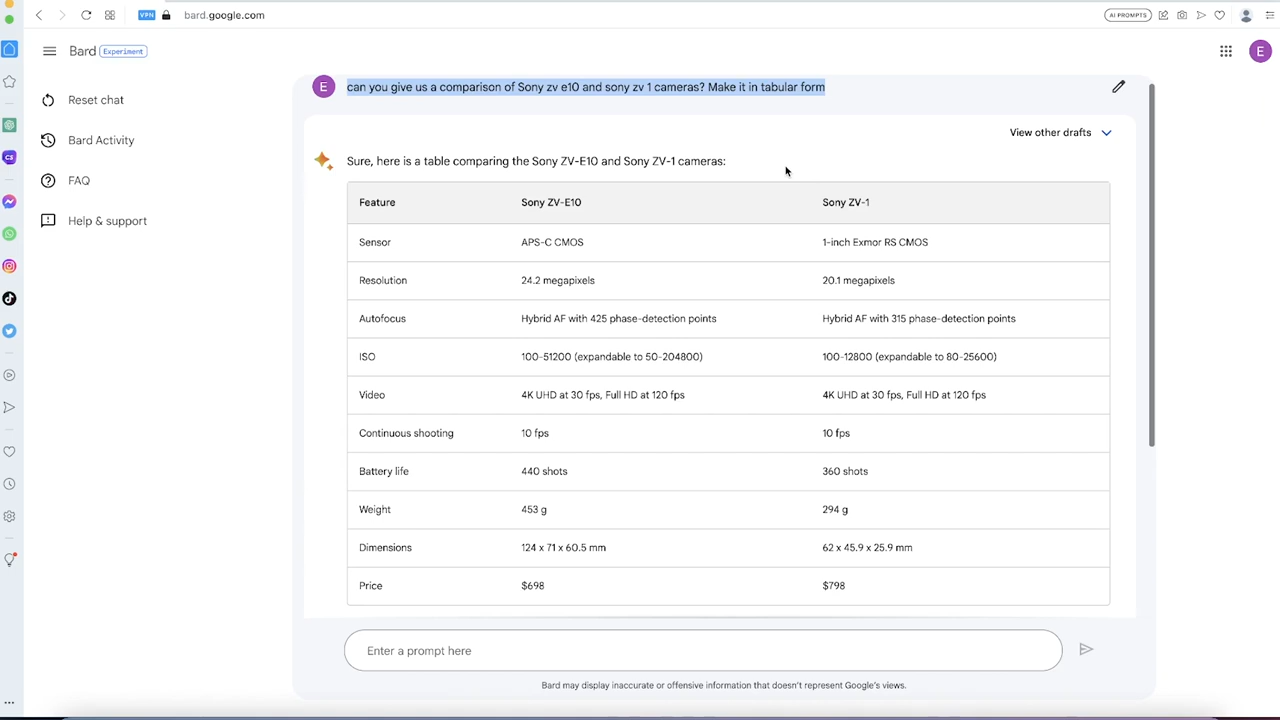 VPN bard.google.com AI PROMPTS
Bard Experiment E
Reset chat
Bard Activity
FAQ
Help & support
E can you give us a comparison of Sony zv e10 and sony zv 1 cameras? Make it in tabular form
View other drafts
Sure, here is a table comparing the Sony ZV-E10 and Sony ZV-1 cameras:
Feature Sony ZV-E10 Sony ZV-1
Sensor APS-C CMOS 1-inch Exmor RS CMOS
Resolution 24.2 megapixels 20.1 megapixels
Autofocus Hybrid AF with 425 phase-detection points Hybrid AF with 315 phase-detection points
ISO 100-51200 (expandable to 50-204800) 100-12800 (expandable to 80-25600)
Video 4K UHD at 30 fps, Full HD at 120 fps 4K UHD at 30 fps, Full HD at 120 fps
Continuous shooting 10 fps 10 fps
Battery life 440 shots 360 shots
Weight 453 g 294 g
Dimensions 124 x 71 x 60.5 mm 62 x 45.9 x 25.9 mm
Price $698 $798
Enter a prompt here
Bard may display inaccurate or offensive information that doesn't represent Google's views.
CS